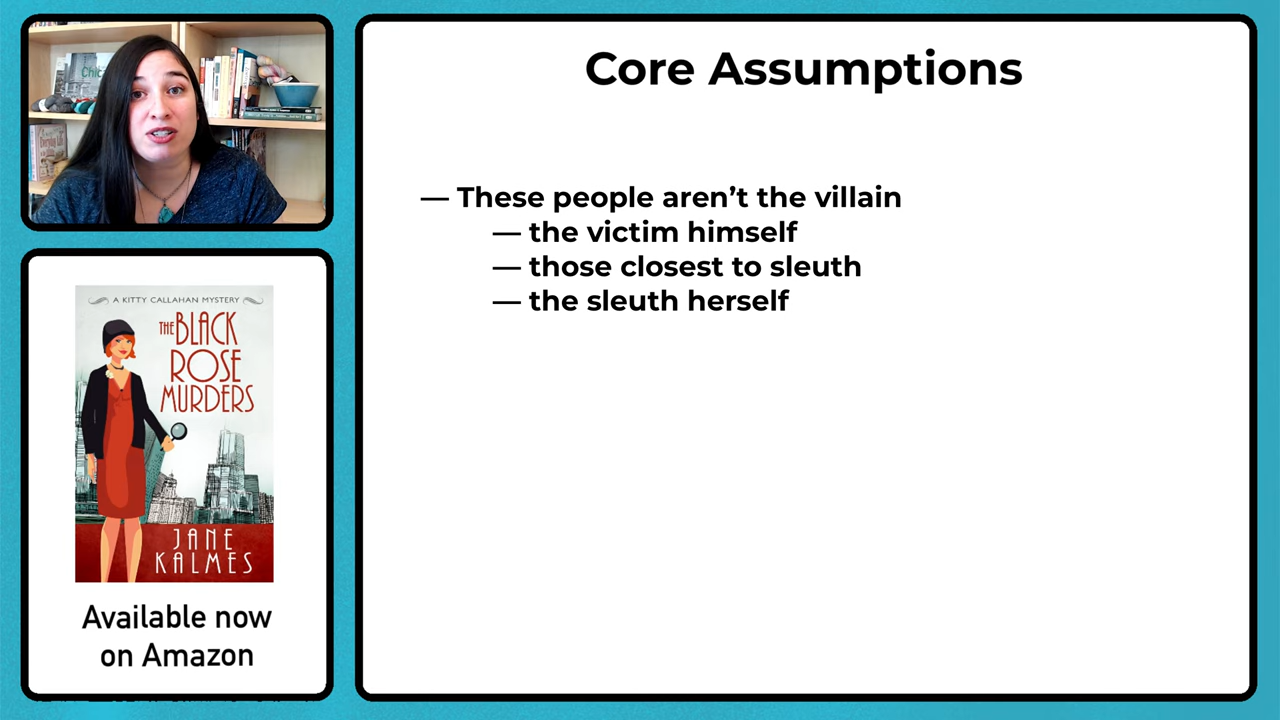 Core Assumptions
— These people aren’t the villain
— the victim himself
— those closest to sleuth
— the sleuth herself
A KITTY CALLAHAN MYSTERY
THE BLACK
ROSE
MURDERS
JANE
KALMES
Available now
on Amazon